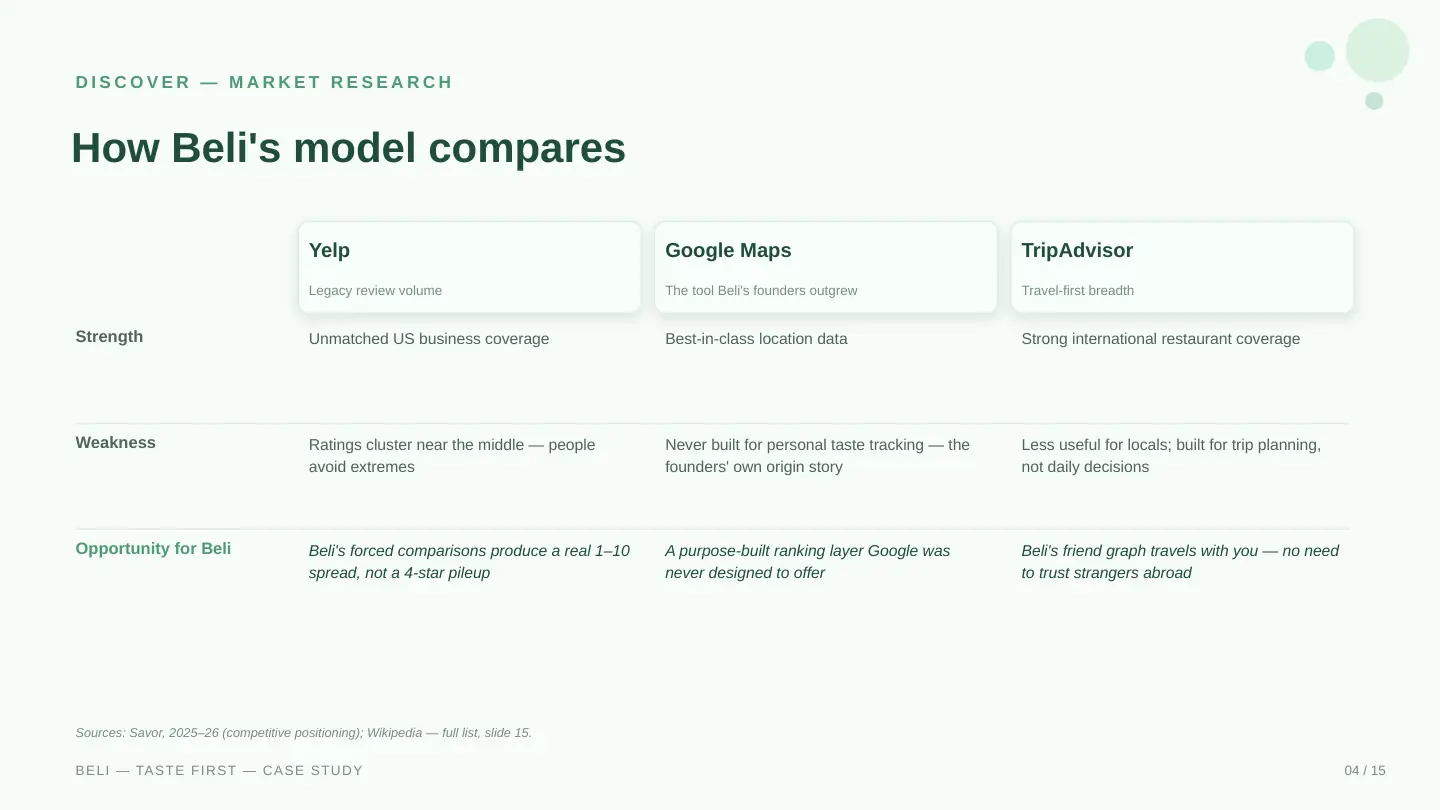 DISCOVER — MARKET RESEARCH
How Beli's model compares
Yelp
Legacy review volume
Google Maps
The tool Beli's founders outgrew
TripAdvisor
Travel-first breadth
Strength
Unmatched US business coverage
Best-in-class location data
Strong international restaurant coverage
Weakness
Ratings cluster near the middle — people
avoid extremes
Never built for personal taste tracking — the
founders' own origin story
Less useful for locals; built for trip planning,
not daily decisions
Opportunity for Beli
Beli's forced comparisons produce a real 1–10
spread, not a 4-star pileup
A purpose-built ranking layer Google was
never designed to offer
Beli's friend graph travels with you — no need
to trust strangers abroad
Sources: Savor, 2025–26 (competitive positioning); Wikipedia — full list, slide 15.
BELI — TASTE FIRST — CASE STUDY
04 / 15